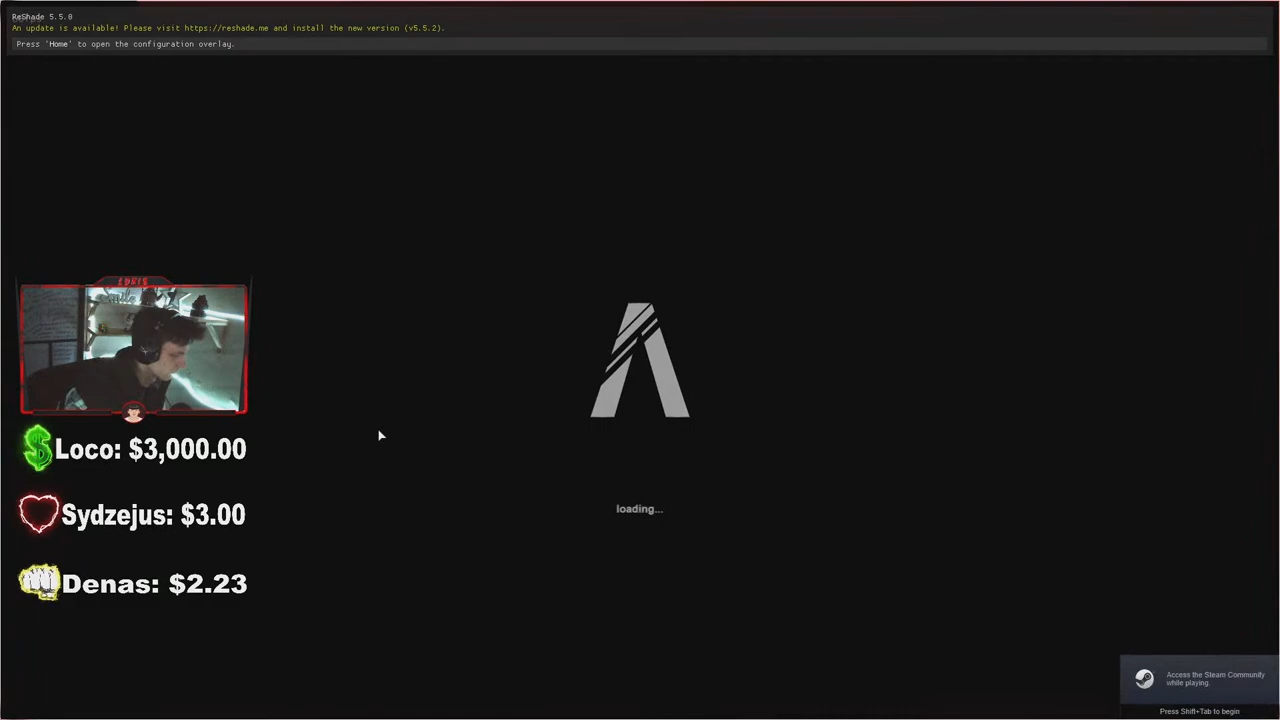 ReShade 5.5.0
An update is available! Please visit https://reshade.me and install the new version (v5.5.2).
Press 'Home' to open the configuration overlay.
Loco: $3,000.00
Sydzejus: $3.00
loading...
Denas: $2.23
Access the Steam Community
while playing.
Press Shift+Tab to begin